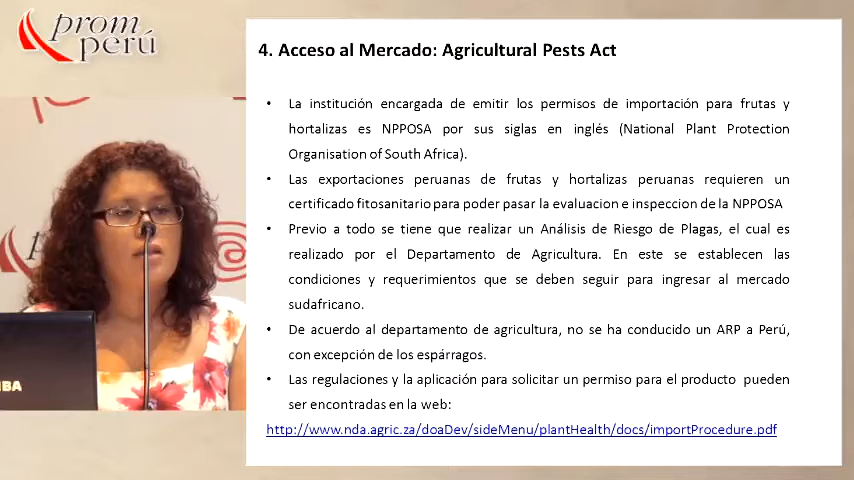 prom
perú
4. Acceso al Mercado: Agricultural Pests Act
• La institución encargada de emitir los permisos de importación para frutas y
hortalizas es NPPOSA por sus siglas en inglés (National Plant Protection
Organisation of South Africa).
• Las exportaciones peruanas de frutas y hortalizas peruanas requieren un
certificado fitosanitario para poder pasar la evaluacion e inspeccion de la NPPOSA
• Previo a todo se tiene que realizar un Análisis de Riesgo de Plagas, el cual es
realizado por el Departamento de Agricultura. En este se establecen las
condiciones y requerimientos que se deben seguir para ingresar al mercado
sudafricano.
• De acuerdo al departamento de agricultura, no se ha conducido un ARP a Perú,
con excepción de los espárragos.
• Las regulaciones y la aplicación para solicitar un permiso para el producto pueden
ser encontradas en la web:
http://www.nda.agric.za/doaDev/sideMenu/plantHealth/docs/importProcedure.pdf